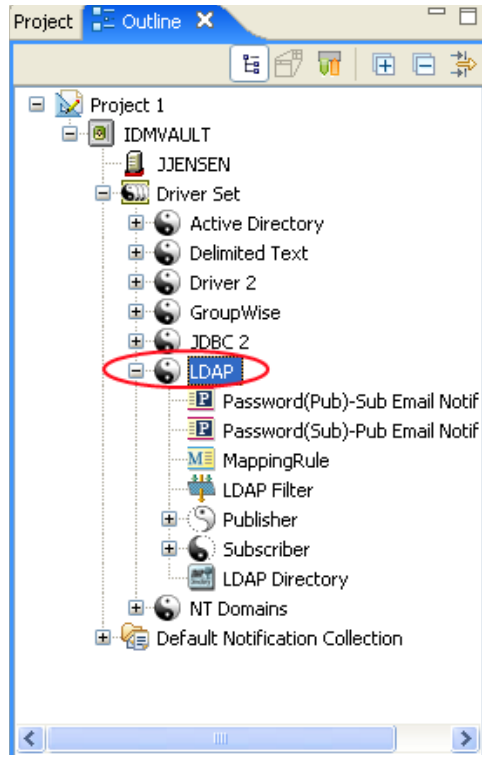 Project Outline
Project 1
IDMVAULT
JJENSEN
Driver Set
Active Directory
Delimited Text
Driver 2
GroupWise
JDBC 2
LDAP
Password(Pub)-Sub Email Notif
Password(Sub)-Pub Email Notif
MappingRule
LDAP Filter
Publisher
Subscriber
LDAP Directory
NT Domains
Default Notification Collection